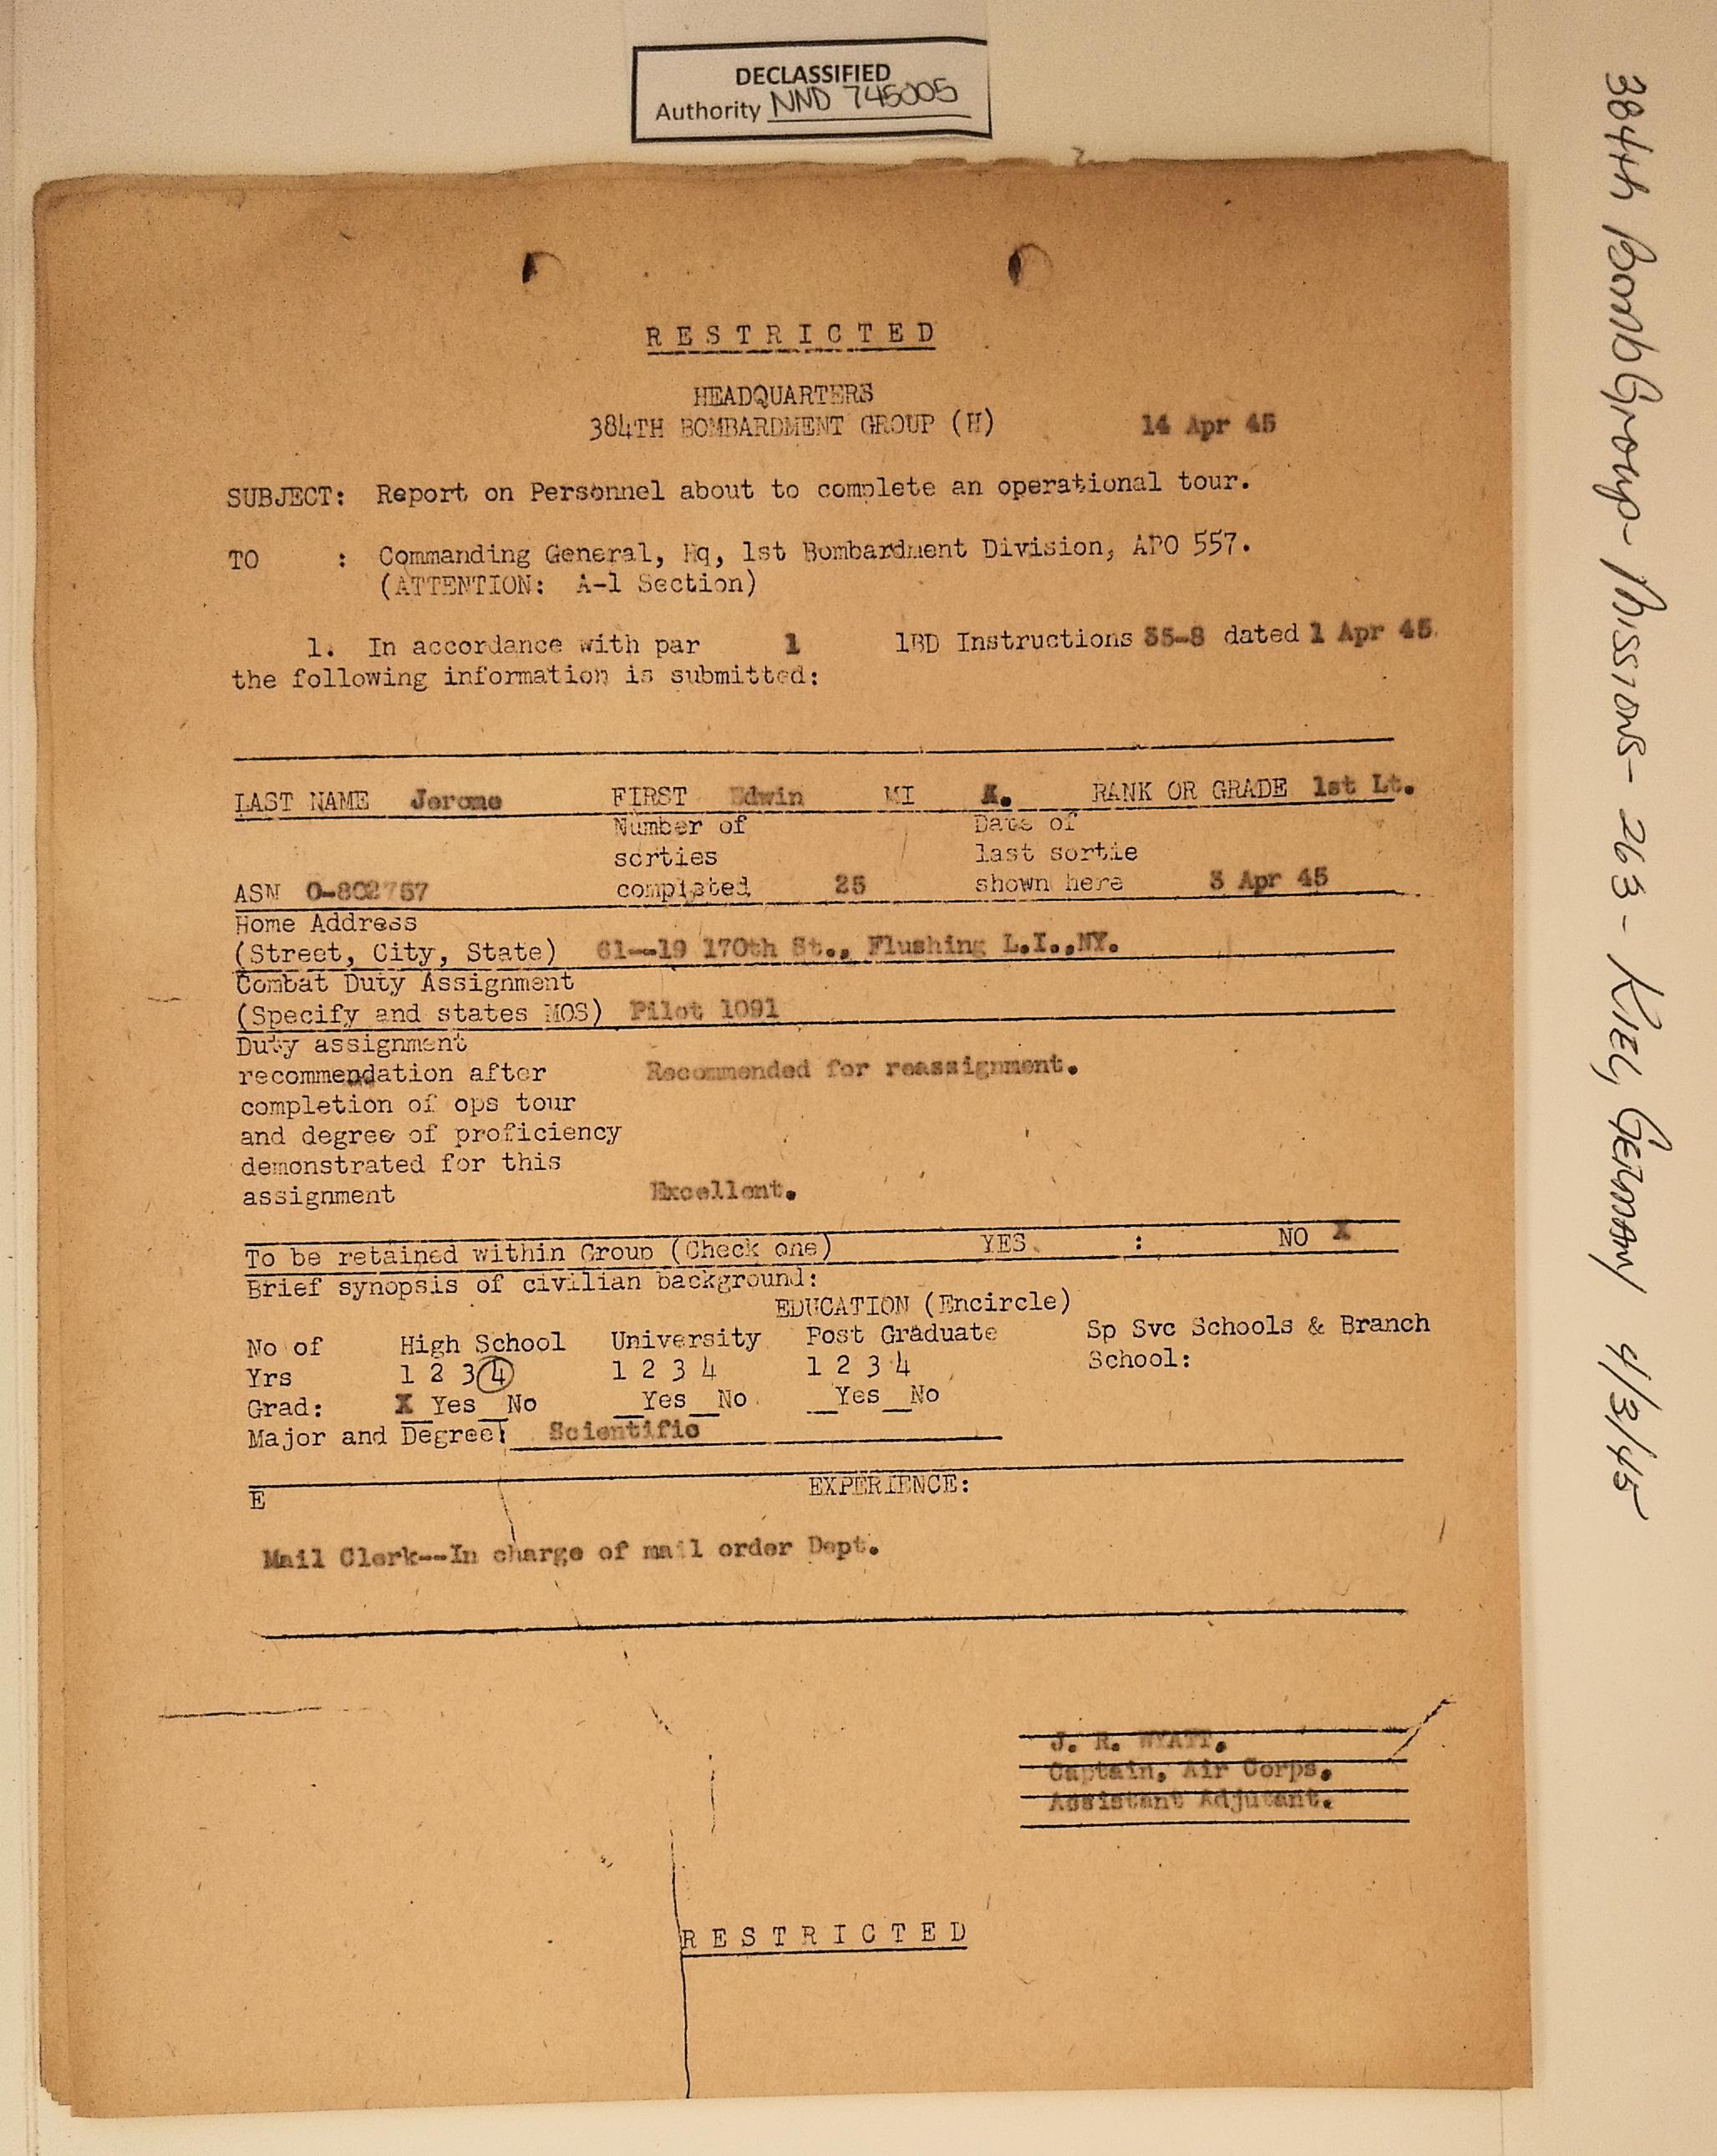 DECLASSIFIED
Authority NND 745005
RESTRICTED
HEADQUARTERS
384TH BOMBARDMENT GROUP (H) 14 Apr 45
SUBJECT: Report on Personnel about to complete an operational tour.
TO : Commanding General, Hq, 1st Bombardment Division, APO 557.
(ATTENTION: A-1 Section)
1. In accordance with par 1 1BD Instructions 35-8 dated 1 Apr 45
the following information is submitted:
LAST NAME Jerome FIRST Edwin MI RANK OR GRADE 1st Lt.
Number of Date of
sorties last sortie
ASN O-802757 completed 25 shown here 3 Apr 45
Home Address
(Street, City, State) 61--19 170th St., Flushing L.I.,NY.
Combat Duty Assignment
(Specify and states MOS) Pilot 1091
Duty assignment
recommendation after Recommended for reassignment.
completion of ops tour
and degree of proficiency
demonstrated for this
assignment Excellent.
To be retained within Group (Check one) YES : NO X
Brief synopsis of civilian background:
EDUCATION (Encircle)
No of High School University Post Graduate Sp Svc Schools & Branch
Yrs 1 2 3 4 1 2 3 4 1 2 3 4 School:
Grad: X Yes __No __Yes __No __Yes __No
Major and Degree: Scientific
E EXPERIENCE:
Mail Clerk--In charge of mail order Dept.
J. R. WYATT,
Captain, Air Corps,
Assistant Adjutant.
RESTRICTED
384th Bomb Group - Missions - 263 - KIEL, GERMANY 4/3/45